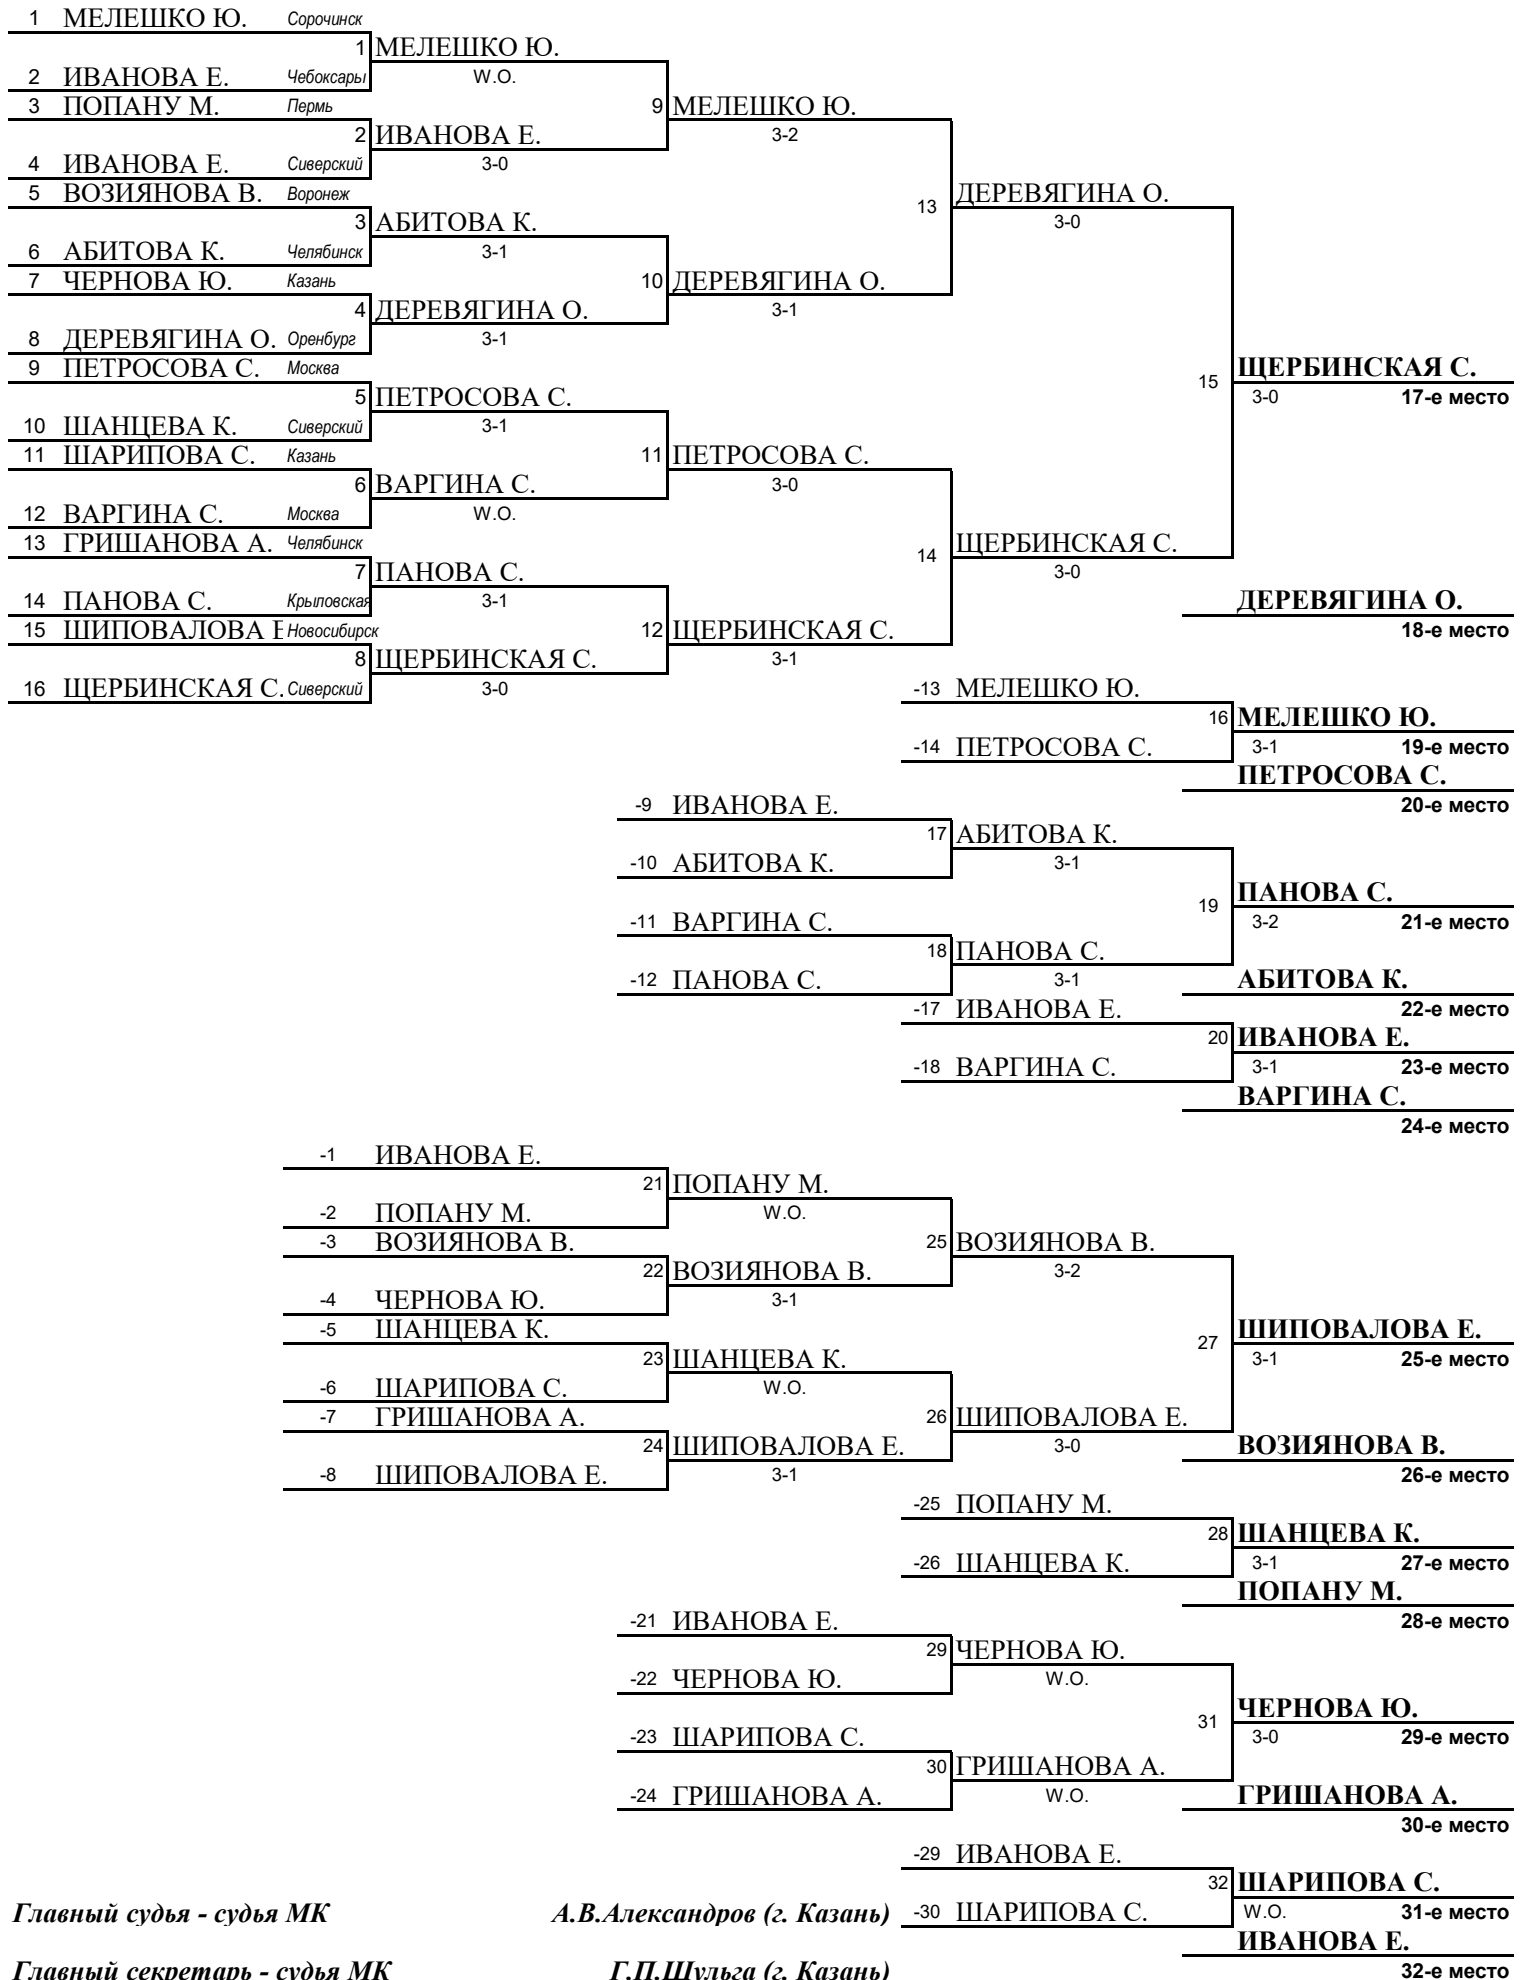 1 МЕЛЕШКО Ю. Сорочинск
1 МЕЛЕШКО Ю.
2 ИВАНОВА Е. Чебоксары W.O.
3 ПОПАНУ М. Пермь 9 МЕЛЕШКО Ю.
2 ИВАНОВА Е. 3-2
4 ИВАНОВА Е. Сиверский 3-0
5 ВОЗИЯНОВА В. Воронеж 13 ДЕРЕВЯГИНА О.
3 АБИТОВА К. 3-0
6 АБИТОВА К. Челябинск 3-1
7 ЧЕРНОВА Ю. Казань 10 ДЕРЕВЯГИНА О.
4 ДЕРЕВЯГИНА О. 3-1
8 ДЕРЕВЯГИНА О. Оренбург 3-1
9 ПЕТРОСОВА С. Москва 15 ЩЕРБИНСКАЯ С.
5 ПЕТРОСОВА С. 3-0 17-е место
10 ШАНЦЕВА К. Сиверский 3-1
11 ШАРИПОВА С. Казань 11 ПЕТРОСОВА С.
6 ВАРГИНА С. 3-0
12 ВАРГИНА С. Москва W.O.
13 ГРИШАНОВА А. Челябинск 14 ЩЕРБИНСКАЯ С.
7 ПАНОВА С. 3-0
14 ПАНОВА С. Крыловская 3-1 ДЕРЕВЯГИНА О.
15 ШИПОВАЛОВА Е Новосибирск 12 ЩЕРБИНСКАЯ С. 18-е место
8 ЩЕРБИНСКАЯ С. 3-1
16 ЩЕРБИНСКАЯ С. Сиверский 3-0 -13 МЕЛЕШКО Ю.
16 МЕЛЕШКО Ю.
-14 ПЕТРОСОВА С. 3-1 19-е место
ПЕТРОСОВА С.
-9 ИВАНОВА Е. 20-е место
17 АБИТОВА К.
-10 АБИТОВА К. 3-1
19 ПАНОВА С.
-11 ВАРГИНА С. 3-2 21-е место
18 ПАНОВА С.
-12 ПАНОВА С. 3-1 АБИТОВА К.
-17 ИВАНОВА Е. 22-е место
20 ИВАНОВА Е.
-18 ВАРГИНА С. 3-1 23-е место
ВАРГИНА С.
24-е место
-1 ИВАНОВА Е.
21 ПОПАНУ М.
-2 ПОПАНУ М. W.O.
-3 ВОЗИЯНОВА В. 25 ВОЗИЯНОВА В.
22 ВОЗИЯНОВА В. 3-2
-4 ЧЕРНОВА Ю. 3-1
-5 ШАНЦЕВА К. 27 ШИПОВАЛОВА Е.
23 ШАНЦЕВА К. 3-1 25-е место
-6 ШАРИПОВА С. W.O.
-7 ГРИШАНОВА А. 26 ШИПОВАЛОВА Е.
24 ШИПОВАЛОВА Е. 3-0 ВОЗИЯНОВА В.
-8 ШИПОВАЛОВА Е. 3-1 26-е место
-25 ПОПАНУ М.
28 ШАНЦЕВА К.
-26 ШАНЦЕВА К. 3-1 27-е место
ПОПАНУ М.
-21 ИВАНОВА Е. 28-е место
29 ЧЕРНОВА Ю.
-22 ЧЕРНОВА Ю. W.O.
31 ЧЕРНОВА Ю.
-23 ШАРИПОВА С. 3-0 29-е место
30 ГРИШАНОВА А.
-24 ГРИШАНОВА А. W.O. ГРИШАНОВА А.
30-е место
-29 ИВАНОВА Е.
32 ШАРИПОВА С.
Главный судья - судья МК А.В.Александров (г. Казань) -30 ШАРИПОВА С. W.O. 31-е место
ИВАНОВА Е.
Главный секретарь - судья МК Г.П.Шульга (г. Казань) 32-е место